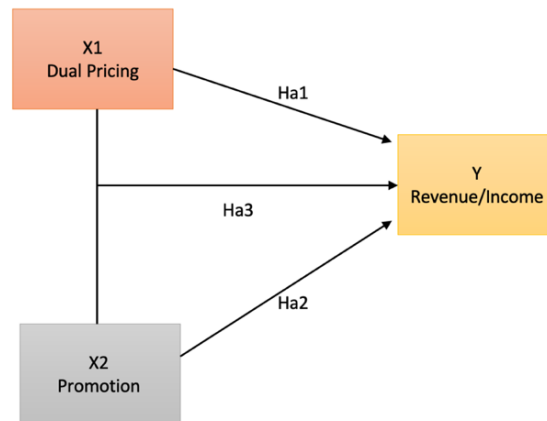 X1
Dual Pricing
Ha1
Y
Revenue/Income
Ha3
Ha2
X2
Promotion